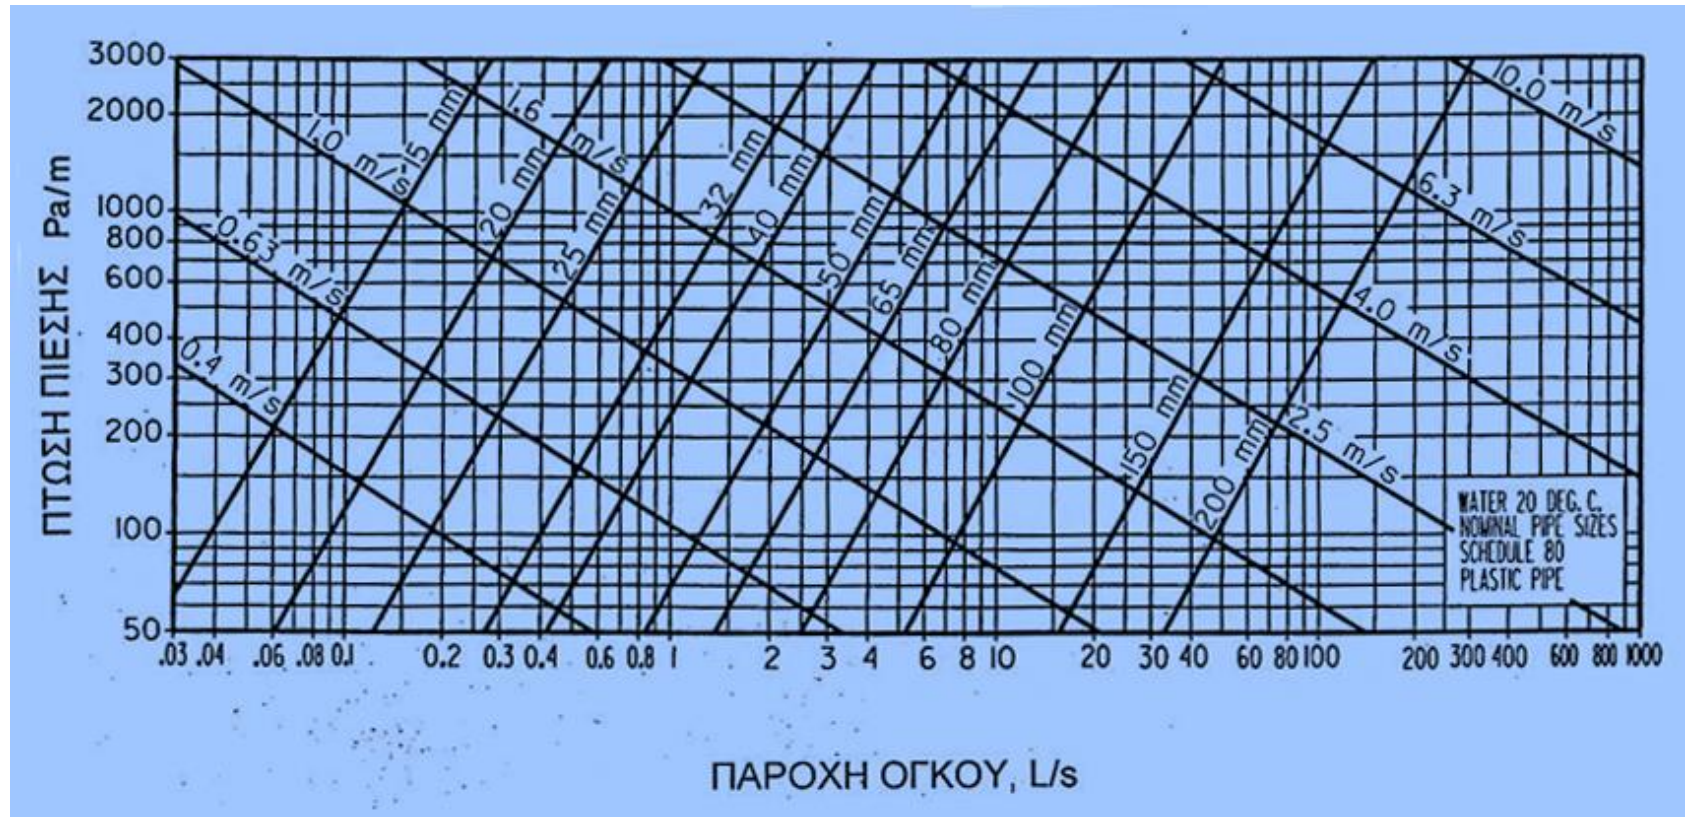 ΠΤΩΣΗ ΠΙΕΣΗΣ Pa/m
3000
2000
1000
800
600
400
300
200
100
50
1.0 m/s
0.63 m/s
0.4 m/s
15 mm
1.6 m/s
20 mm
25 mm
32 mm
40 mm
50 mm
65 mm
80 mm
100 mm
150 mm
200 mm
2.5 m/s
4.0 m/s
6.3 m/s
10.0 m/s
WATER 20 DEG. C.
NOMINAL PIPE SIZES
SCHEDULE 80
PLASTIC PIPE
.03 .04 .06 .08 0.1 0.2 0.3 0.4 0.6 0.8 1 2 3 4 6 8 10 20 30 40 60 80 100 200 300 400 600 800 1000
ΠΑΡΟΧΗ ΟΓΚΟΥ, L/s